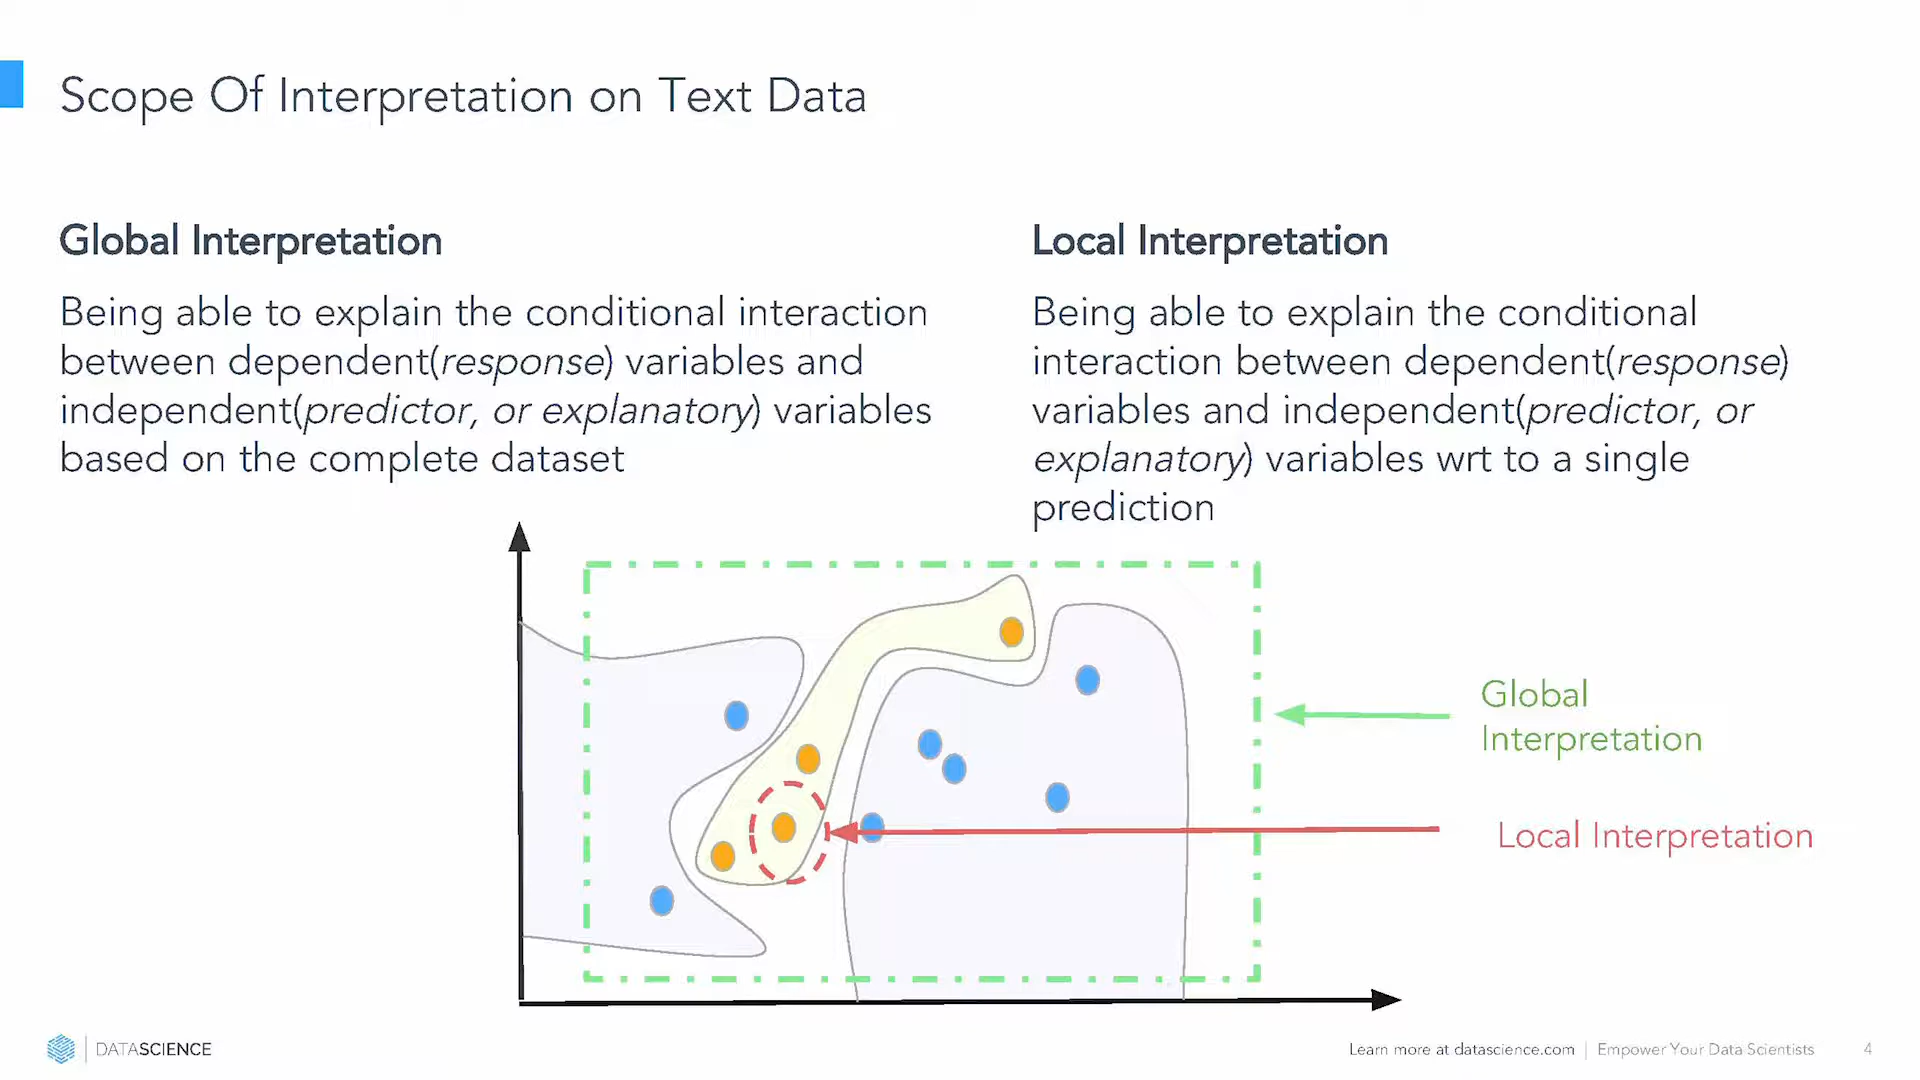 Scope Of Interpretation on Text Data
Global Interpretation
Being able to explain the conditional interaction
between dependent(response) variables and
independent(predictor, or explanatory) variables
based on the complete dataset
Local Interpretation
Being able to explain the conditional
interaction between dependent(response)
variables and independent(predictor, or
explanatory) variables wrt to a single
prediction
Global
Interpretation
Local Interpretation
DATASCIENCE
Learn more at datascience.com | Empower Your Data Scientists
4